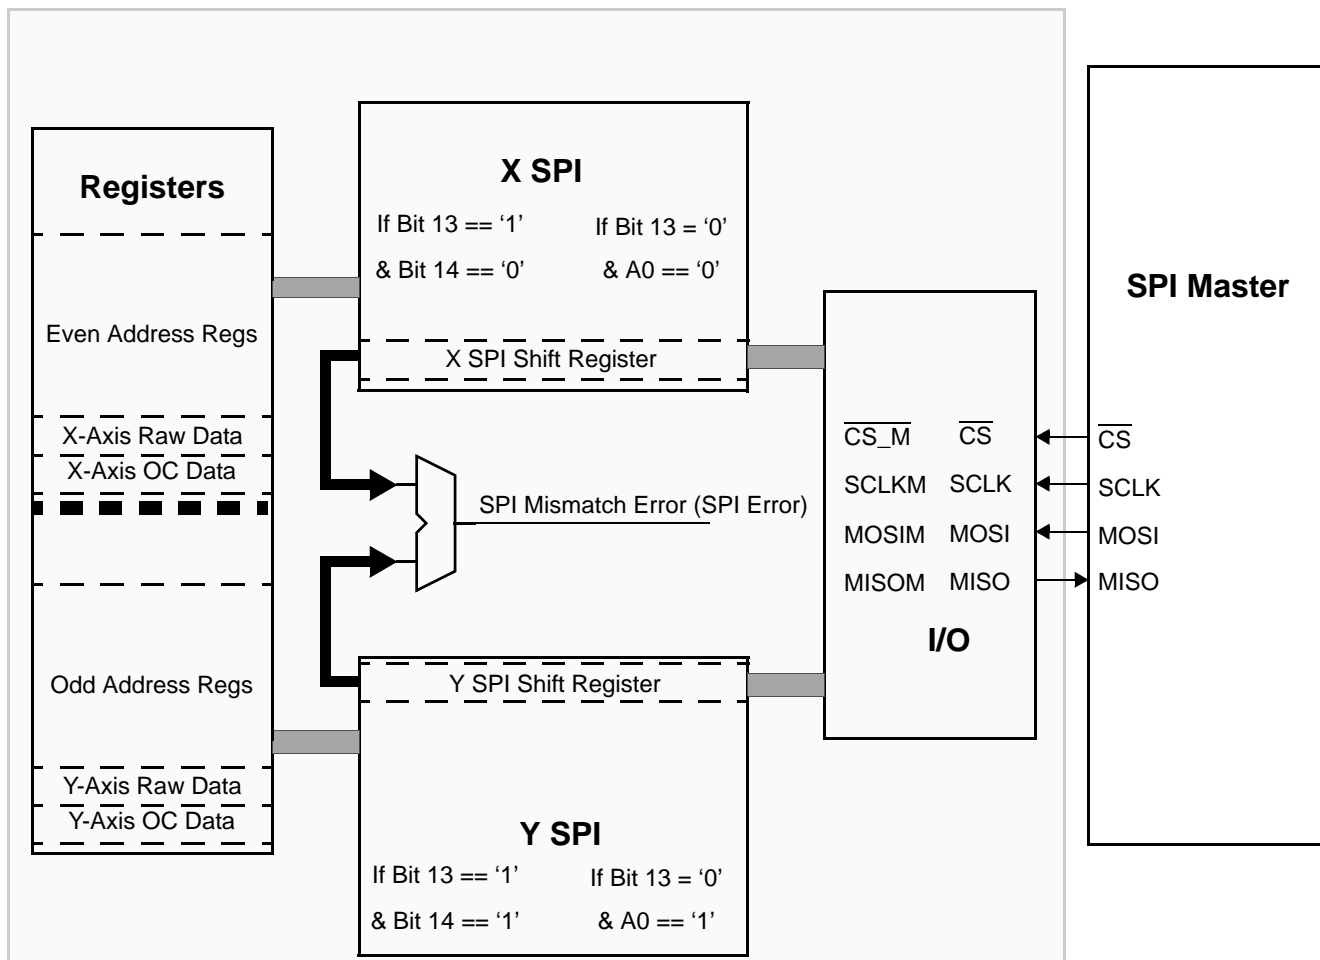 Registers
Even Address Regs
X-Axis Raw Data
X-Axis OC Data
Odd Address Regs
Y-Axis Raw Data
Y-Axis OC Data
X SPI
If Bit 13 == ‘1’
& Bit 14 == ‘0’
If Bit 13 = ‘0’
& A0 == ‘0’
X SPI Shift Register
SPI Mismatch Error (SPI Error)
Y SPI Shift Register
Y SPI
If Bit 13 == ‘1’
& Bit 14 == ‘1’
If Bit 13 = ‘0’
& A0 == ‘1’
CS_M CS
SCLKM SCLK
MOSIM MOSI
MISOM MISO
I/O
SPI Master
CS
SCLK
MOSI
MISO